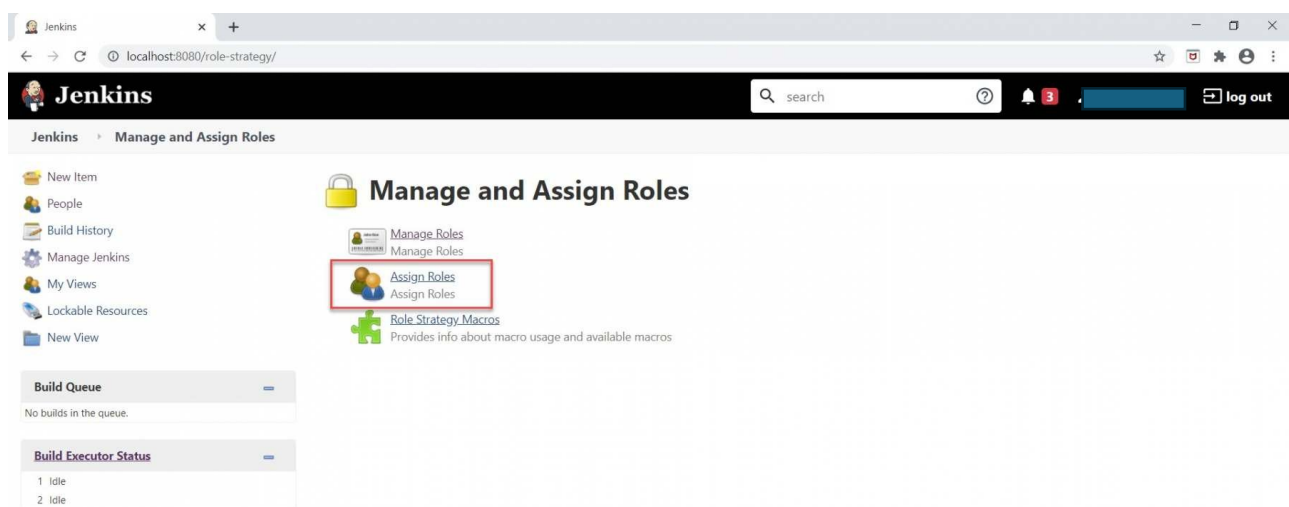 Jenkins
localhost:8080/role-strategy/
Jenkins
search
3
log out
Jenkins
Manage and Assign Roles
New Item
People
Build History
Manage Jenkins
My Views
Lockable Resources
New View
Build Queue
No builds in the queue.
Build Executor Status
1 Idle
2 Idle
Manage and Assign Roles
Manage Roles
Manage Roles
Assign Roles
Assign Roles
Role Strategy Macros
Provides info about macro usage and available macros